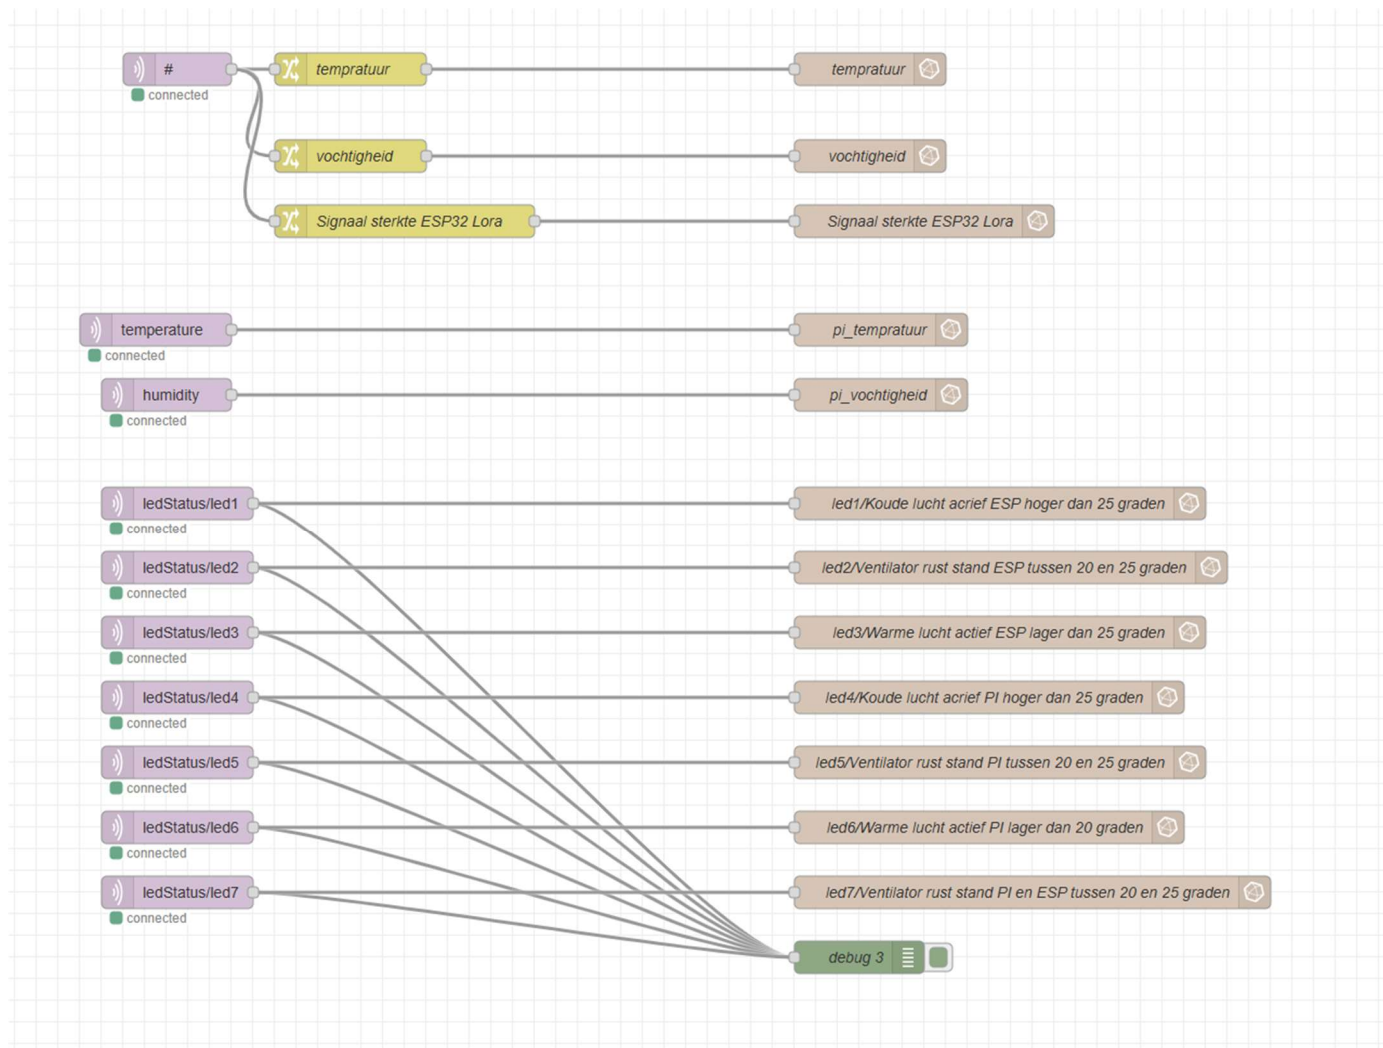 # tempratuur tempratuur
connected
vochtigheid vochtigheid
Signaal sterkte ESP32 Lora Signaal sterkte ESP32 Lora
temperature pi_tempratuur
connected
humidity pi_vochtigheid
connected
ledStatus/led1 led1/Koude lucht acrief ESP hoger dan 25 graden
connected
ledStatus/led2 led2/Ventilator rust stand ESP tussen 20 en 25 graden
connected
ledStatus/led3 led3/Warme lucht actief ESP lager dan 25 graden
connected
ledStatus/led4 led4/Koude lucht acrief PI hoger dan 25 graden
connected
ledStatus/led5 led5/Ventilator rust stand PI tussen 20 en 25 graden
connected
ledStatus/led6 led6/Warme lucht actief PI lager dan 20 graden
connected
ledStatus/led7 led7/Ventilator rust stand PI en ESP tussen 20 en 25 graden
connected
debug 3